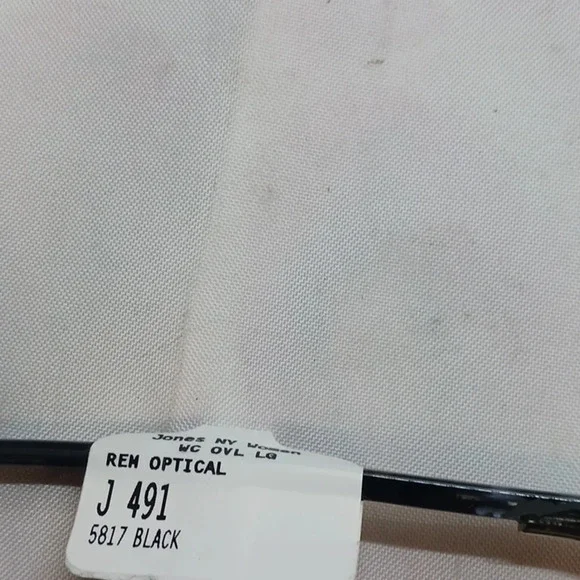 Jones NY Women
WC OVL LG
REM OPTICAL
J 491
5817 BLACK